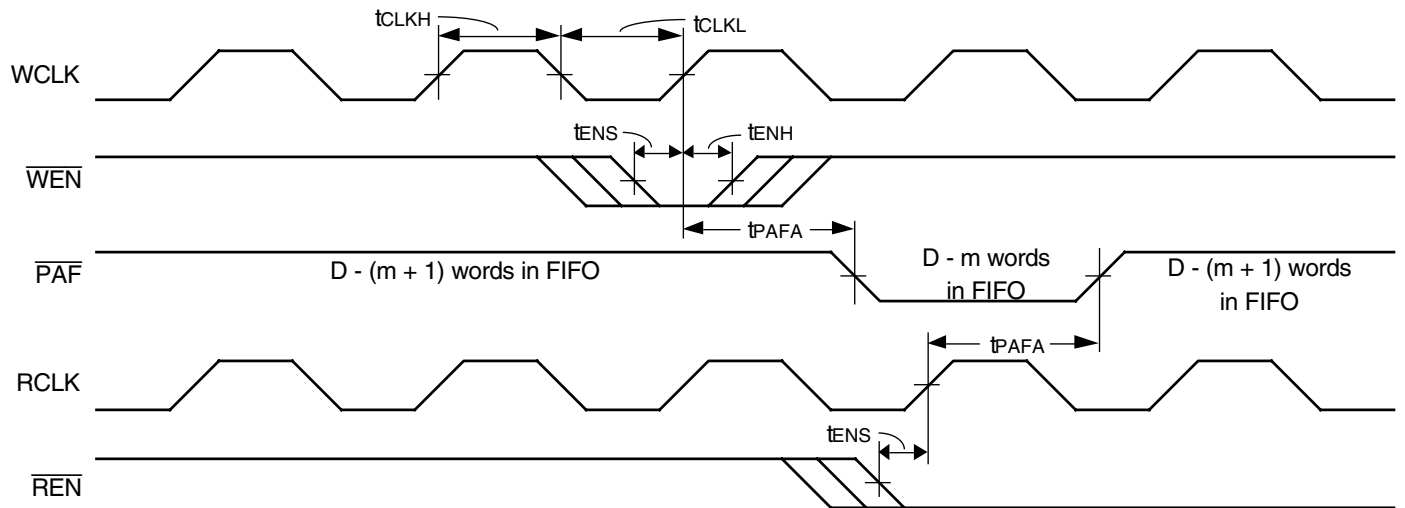 tCLKH
tCLKL
WCLK
tENS
tENH
WEN
tPAFA
PAF
D - (m + 1) words in FIFO
D - m words
in FIFO
D - (m + 1) words
in FIFO
tPAFA
RCLK
tENS
REN